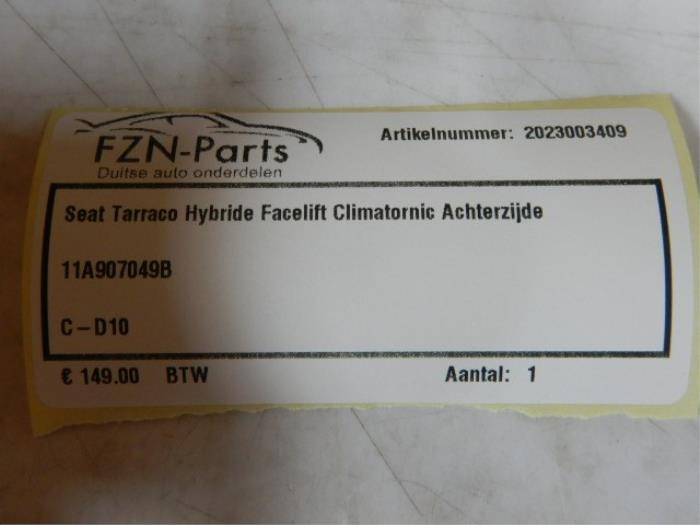 FZN-Parts
Duitse auto onderdelen
Artikelnummer: 2023003409
Seat Tarraco Hybride Facelift Climatornic Achterzijde
11A907049B
C-D10
€ 149.00 BTW
Aantal: 1